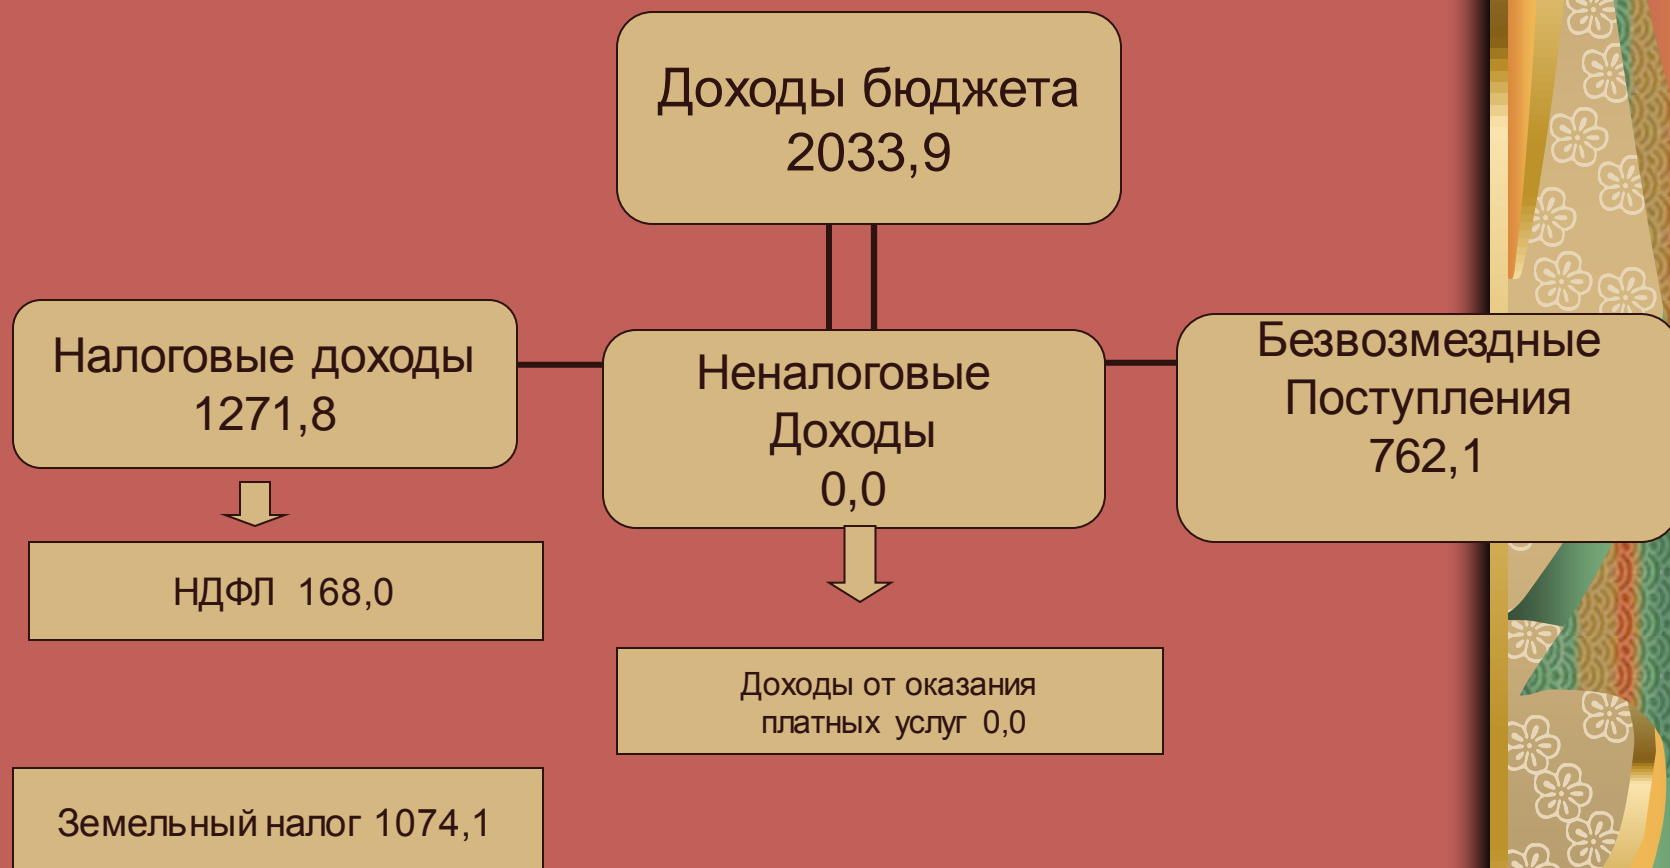 Доходы бюджета
2033,9
Налоговые доходы
1271,8
Неналоговые
Доходы
0,0
Безвозмездные
Поступления
762,1
НДФЛ 168,0
Доходы от оказания
платных услуг 0,0
Земельный налог 1074,1